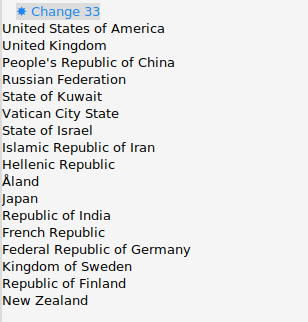 ✸ Change 33
United States of America
United Kingdom
People's Republic of China
Russian Federation
State of Kuwait
Vatican City State
State of Israel
Islamic Republic of Iran
Hellenic Republic
Åland
Japan
Republic of India
French Republic
Federal Republic of Germany
Kingdom of Sweden
Republic of Finland
New Zealand